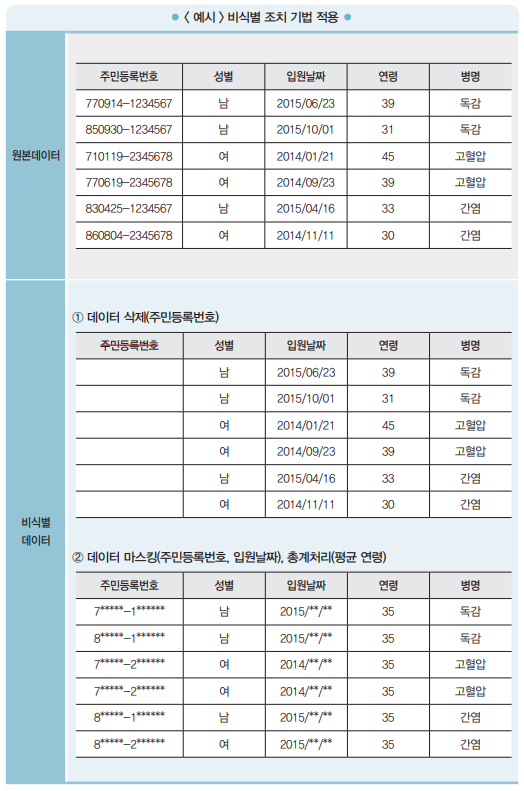 < 예시 > 비식별 조치 기법 적용
원본데이터
주민등록번호 성별 입원날짜 연령 병명
770914-1234567 남 2015/06/23 39 독감
850930-1234567 남 2015/10/01 31 독감
710119-2345678 여 2014/01/21 45 고혈압
770619-2345678 여 2014/09/23 39 고혈압
830425-1234567 남 2015/04/16 33 간염
860804-2345678 여 2014/11/11 30 간염
비식별
데이터
① 데이터 삭제(주민등록번호)
주민등록번호 성별 입원날짜 연령 병명
남 2015/06/23 39 독감
남 2015/10/01 31 독감
여 2014/01/21 45 고혈압
여 2014/09/23 39 고혈압
남 2015/04/16 33 간염
여 2014/11/11 30 간염
② 데이터 마스킹(주민등록번호, 입원날짜), 총계처리(평균 연령)
주민등록번호 성별 입원날짜 연령 병명
7*****-1****** 남 2015/**/** 35 독감
8*****-1****** 남 2015/**/** 35 독감
7*****-2****** 여 2014/**/** 35 고혈압
7*****-2****** 여 2014/**/** 35 고혈압
8*****-1****** 남 2015/**/** 35 간염
8*****-2****** 여 2015/**/** 35 간염